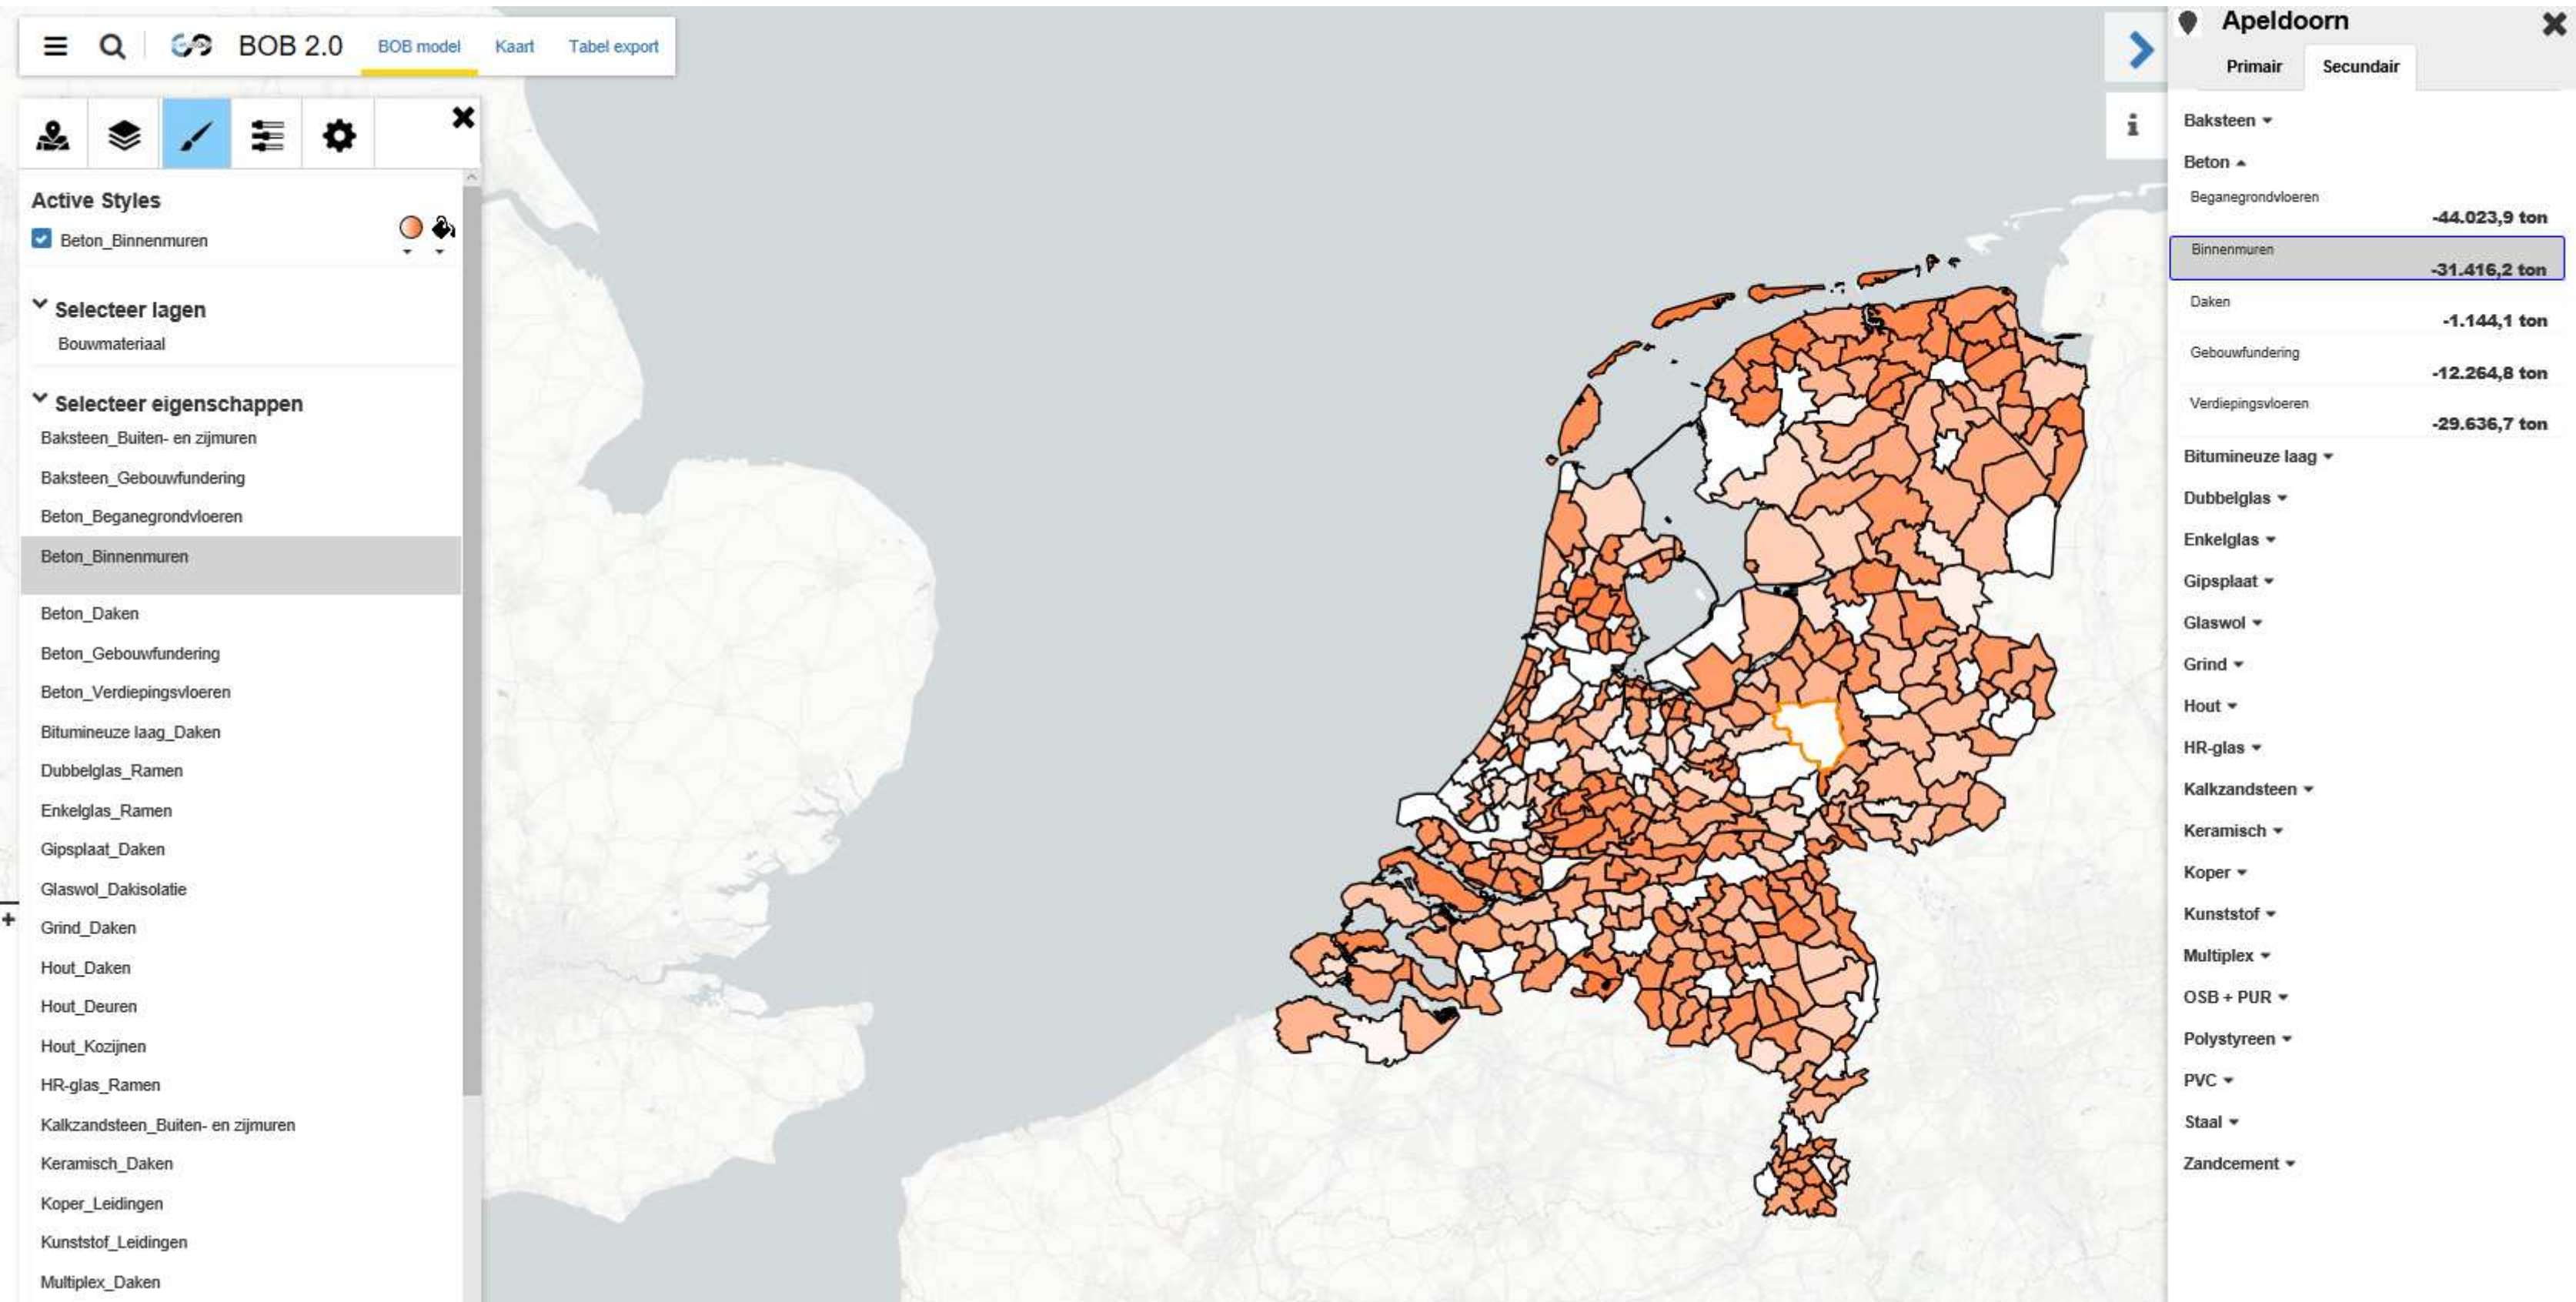 BOB 2.0
BOB model
Kaart
Tabel export
Active Styles
Beton_Binnenmuren
Selecteer lagen
Bouwmateriaal
Selecteer eigenschappen
Baksteen_Buiten- en zijmuren
Baksteen_Gebouwfundering
Beton_Beganegrondvloeren
Beton_Binnenmuren
Beton_Daken
Beton_Gebouwfundering
Beton_Verdiepingsvloeren
Bitumineuze laag_Daken
Dubbelglas_Ramen
Enkelglas_Ramen
Gipsplaat_Daken
Glaswol_Dakisolatie
Grind_Daken
Hout_Daken
Hout_Deuren
Hout_Kozijnen
HR-glas_Ramen
Kalkzandsteen_Buiten- en zijmuren
Keramisch_Daken
Koper_Leidingen
Kunststof_Leidingen
Multiplex_Daken
Apeldoorn
Primair
Secundair
Baksteen
Beton
Beganegrondvloeren
-44.023,9 ton
Binnenmuren
-31.416,2 ton
Daken
-1.144,1 ton
Gebouwfundering
-12.264,8 ton
Verdiepingsvloeren
-29.636,7 ton
Bitumineuze laag
Dubbelglas
Enkelglas
Gipsplaat
Glaswol
Grind
Hout
HR-glas
Kalkzandsteen
Keramisch
Koper
Kunststof
Multiplex
OSB + PUR
Polystyreen
PVC
Staal
Zandcement